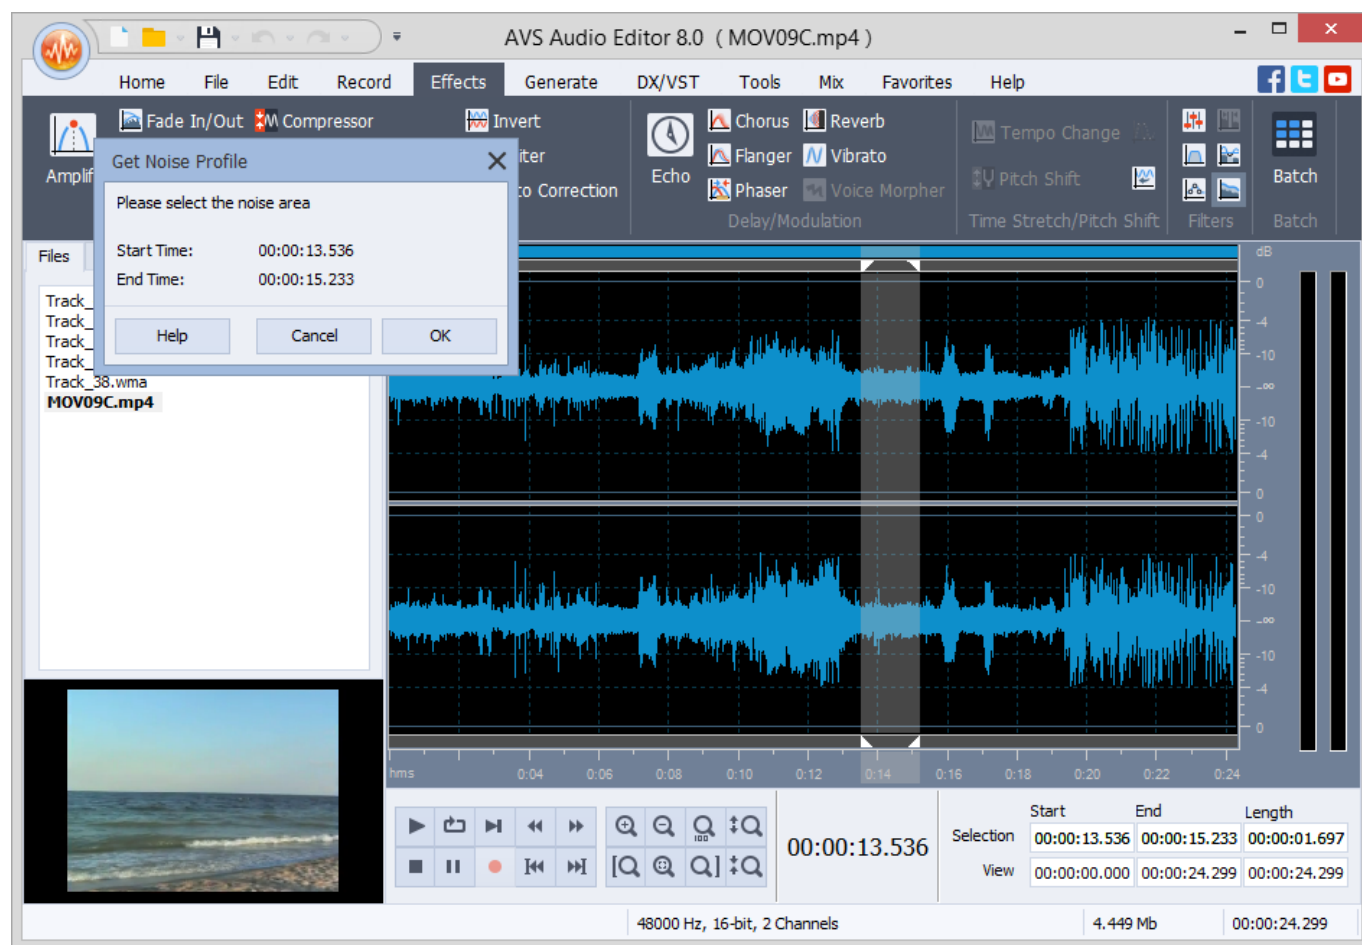 AVS Audio Editor 8.0 ( MOV09C.mp4 )
Home File Edit Record Effects Generate DX/VST Tools Mix Favorites Help
Fade In/Out Compressor Invert Chorus Reverb Tempo Change
Get Noise Profile
Flanger Vibrato
Echo Batch
Pitch Shift
Phaser Voice Morpher
Delay/Modulation Time Stretch/Pitch Shift Filters Batch
Please select the noise area
Start Time: 00:00:13.536
End Time: 00:00:15.233
Help Cancel OK
Files
Track_
Track_
Track_
Track_
Track_38.wma
MOV09C.mp4
dB
0
-4
-10
-∞
-10
-4
0
0
-4
-10
-∞
-10
-4
0
hms 0:04 0:06 0:08 0:10 0:12 0:14 0:16 0:18 0:20 0:22 0:24
100
00:00:13.536
Start End Length
Selection 00:00:13.536 00:00:15.233 00:00:01.697
View 00:00:00.000 00:00:24.299 00:00:24.299
48000 Hz, 16-bit, 2 Channels 4.449 Mb 00:00:24.299